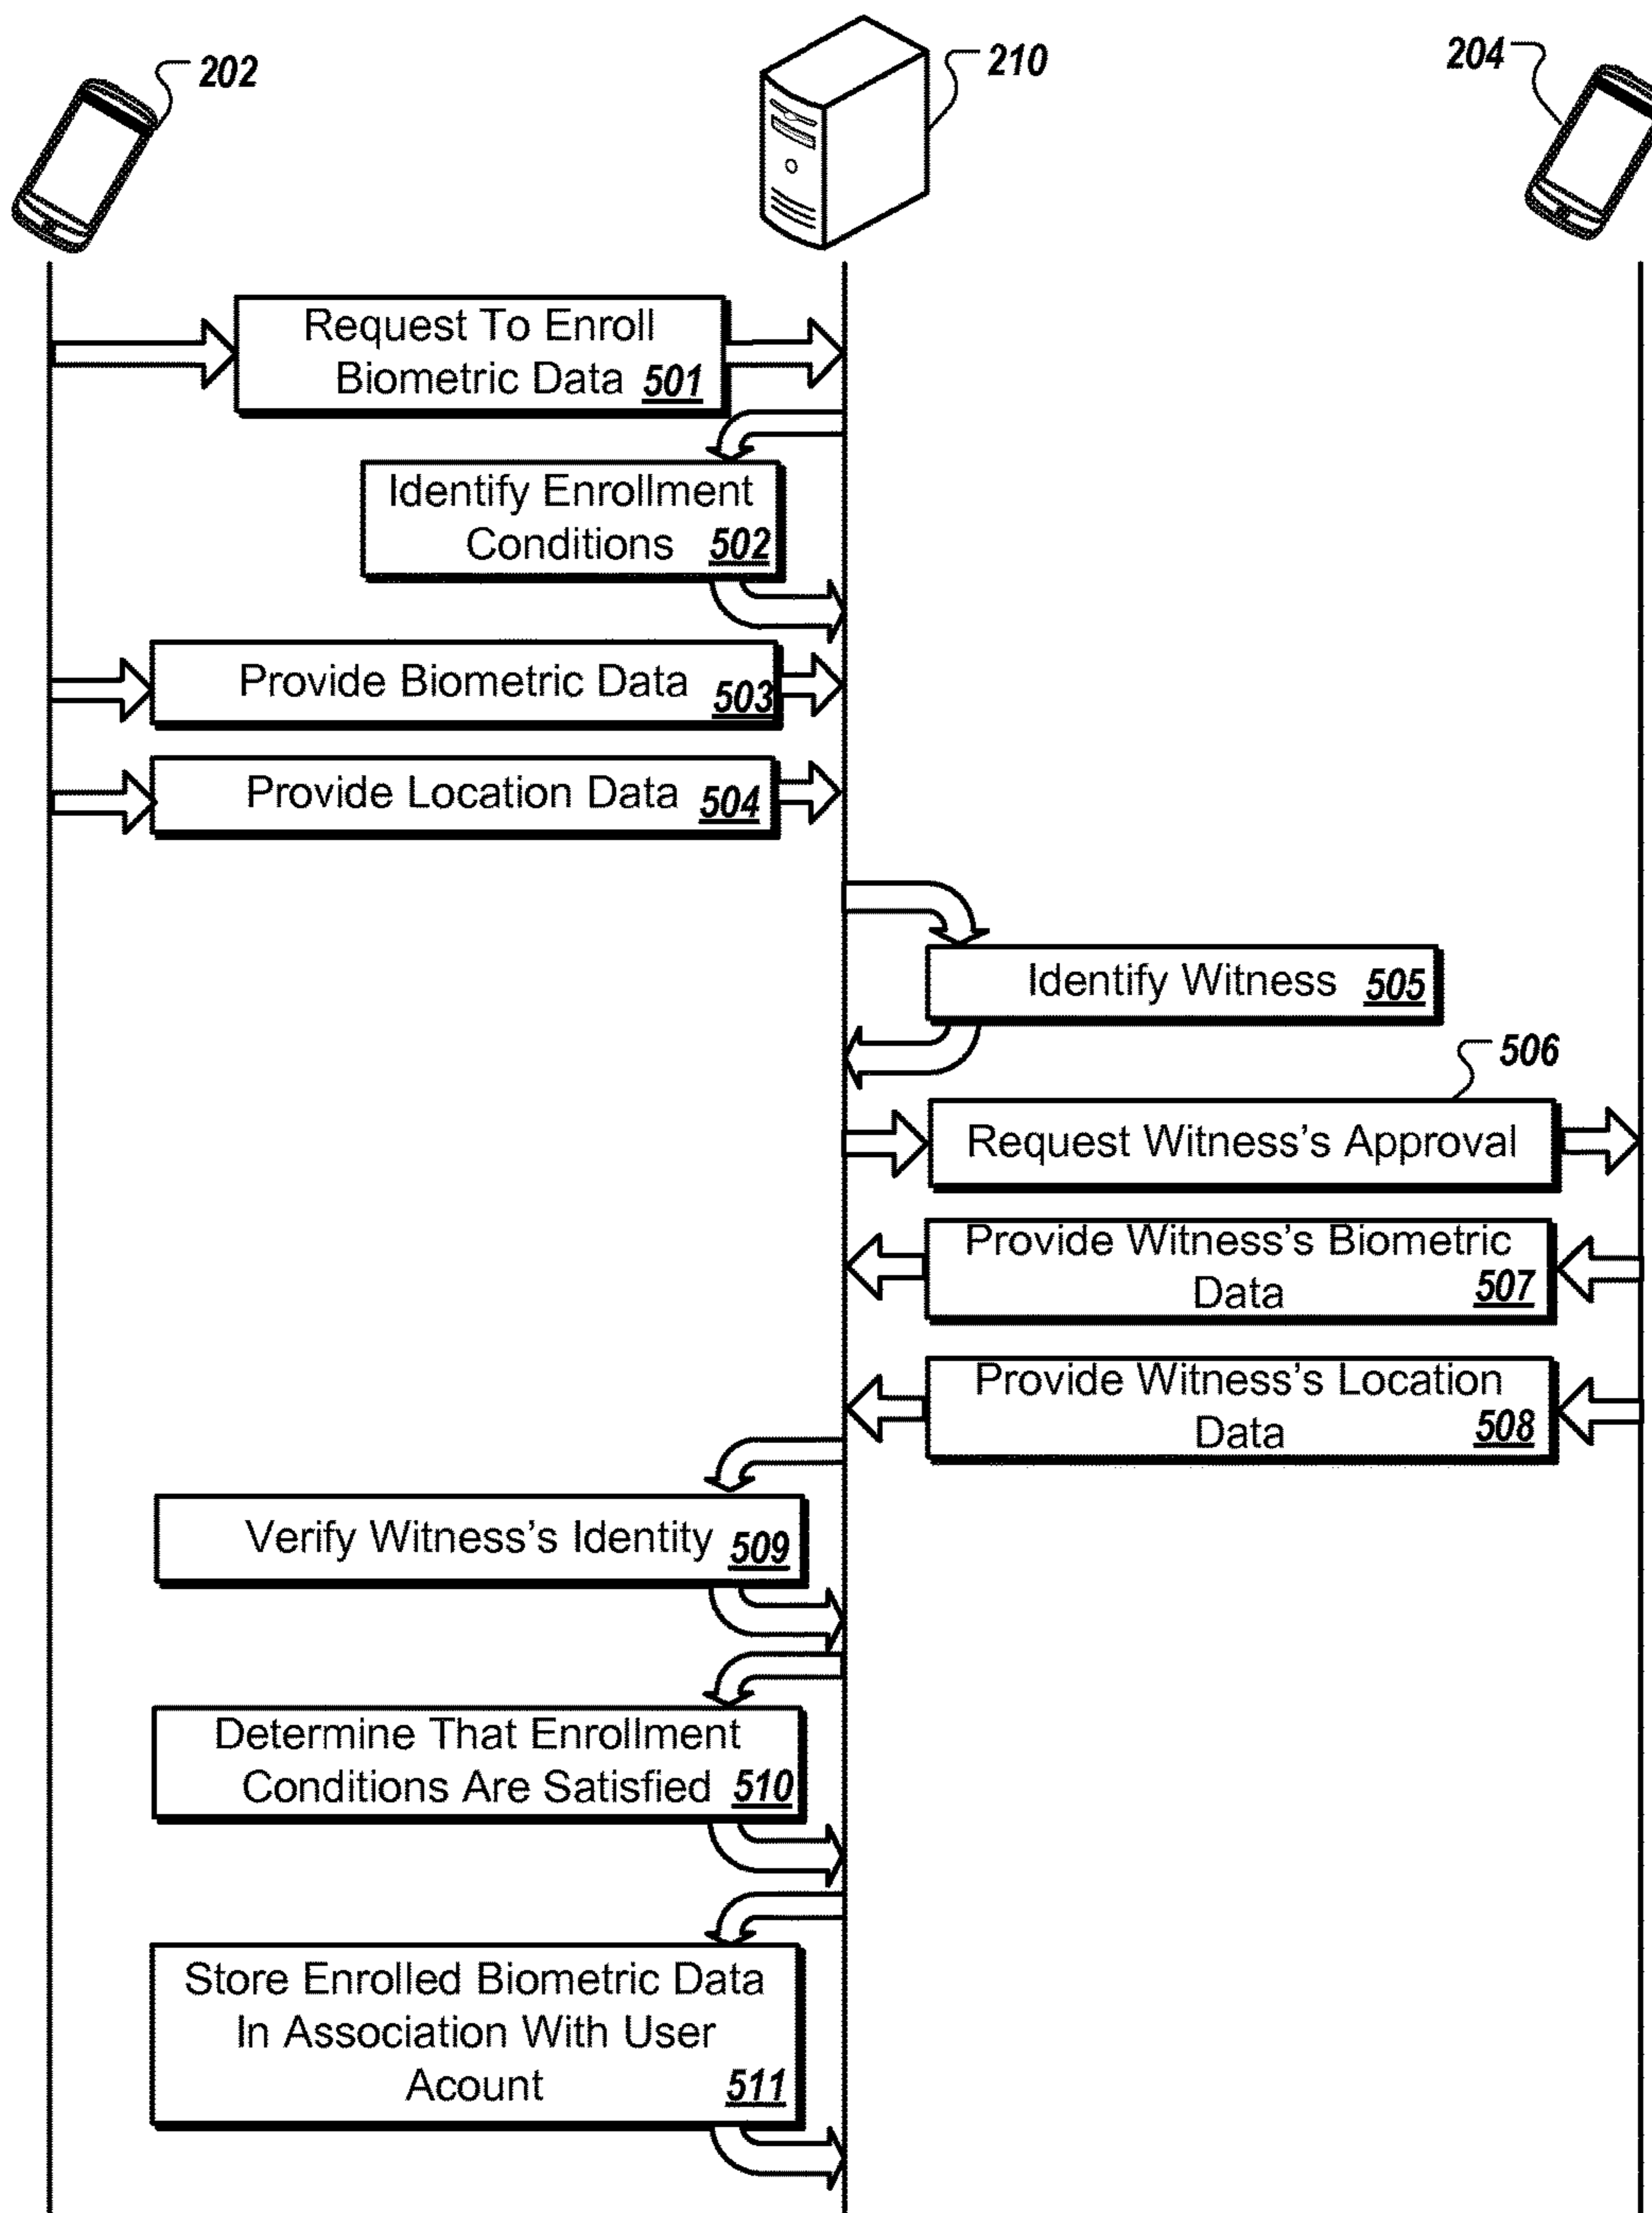 202
210
204
Request To Enroll
Biometric Data 501
Identify Enrollment
Conditions 502
Provide Biometric Data 503
Provide Location Data 504
Identify Witness 505
506
Request Witness's Approval
Provide Witness's Biometric
Data 507
Provide Witness's Location
Data 508
Verify Witness's Identity 509
Determine That Enrollment
Conditions Are Satisfied 510
Store Enrolled Biometric Data
In Association With User
Acount 511